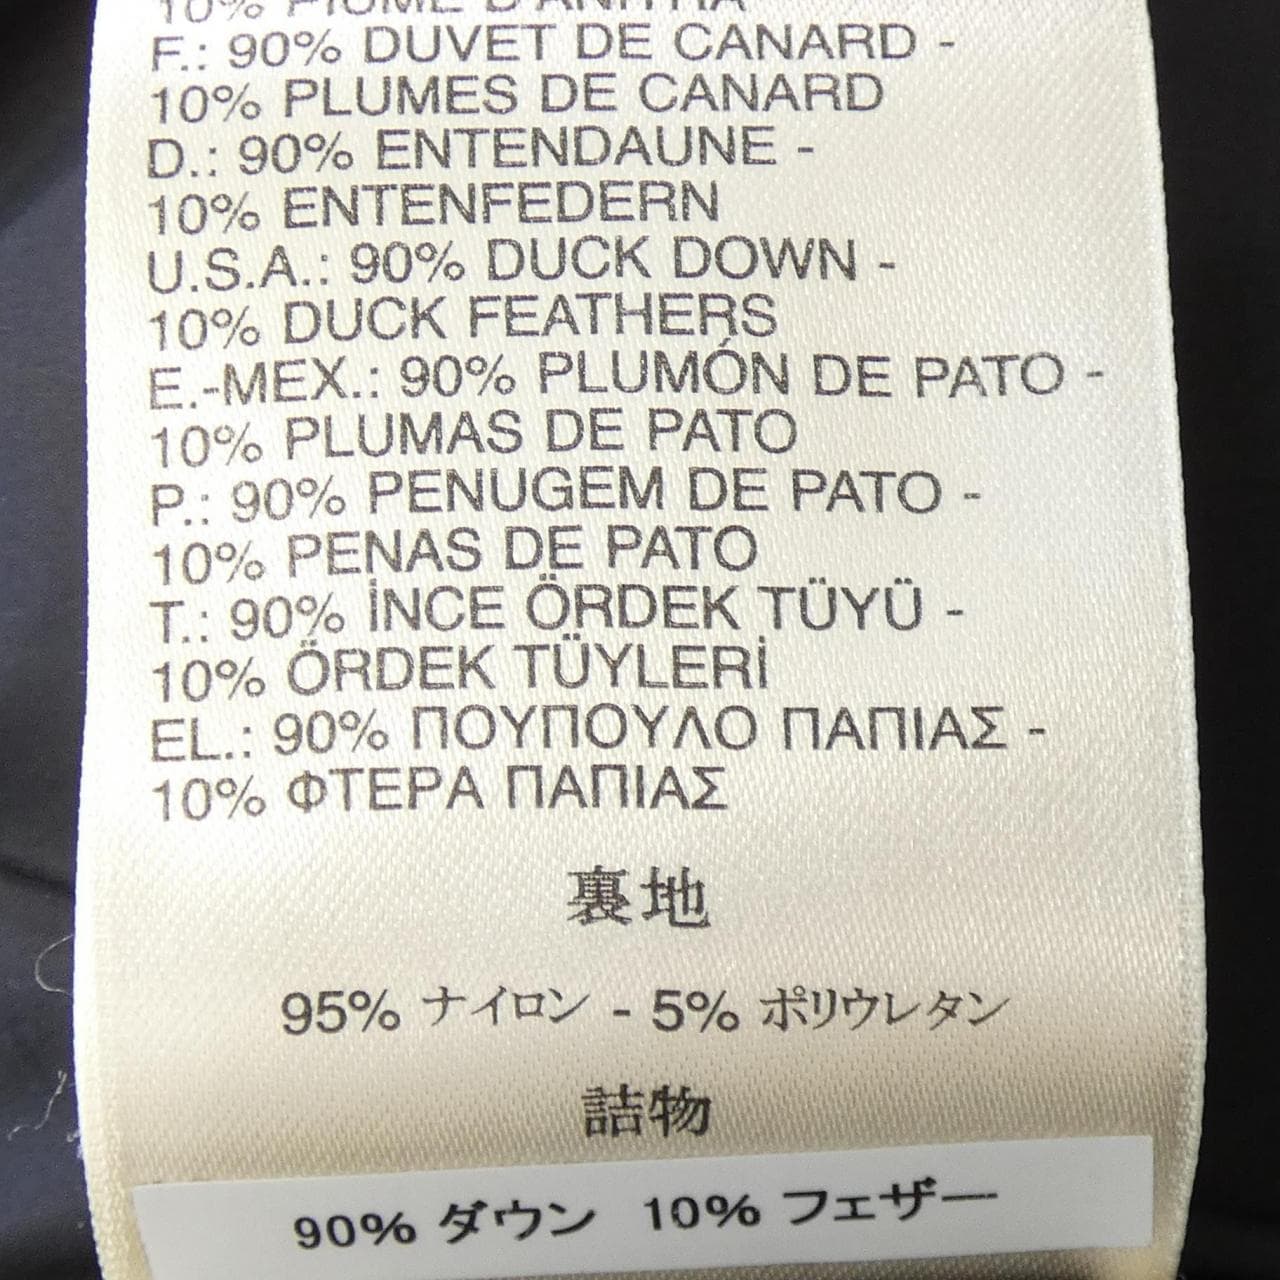 10% PIUME D'ANITRA
F.: 90% DUVET DE CANARD -
10% PLUMES DE CANARD
D.: 90% ENTENDAUNE -
10% ENTENFEDERN
U.S.A.: 90% DUCK DOWN -
10% DUCK FEATHERS
E.-MEX.: 90% PLUMÓN DE PATO -
10% PLUMAS DE PATO
P.: 90% PENUGEM DE PATO -
10% PENAS DE PATO
T.: 90% İNCE ÖRDEK TÜYÜ -
10% ÖRDEK TÜYLERİ
EL.: 90% ΠΟΥΠΟΥΛΟ ΠΑΠΙΑΣ -
10% ΦΤΕΡΑ ΠΑΠΙΑΣ
裏地
95% ナイロン - 5% ポリウレタン
詰物
90% ダウン 10% フェザー